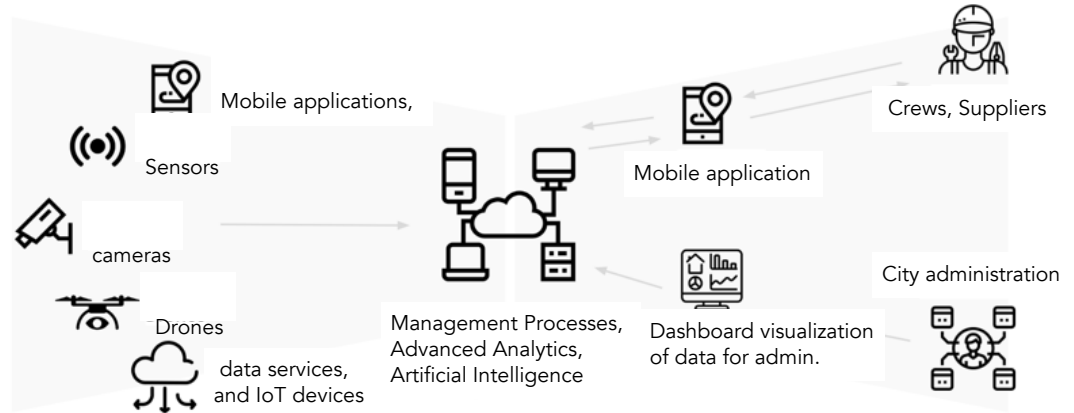 Mobile applications,
Sensors
cameras
Drones
data services,
and IoT devices
Management Processes,
Advanced Analytics,
Artificial Intelligence
Mobile application
Crews, Suppliers
Dashboard visualization
of data for admin.
City administration